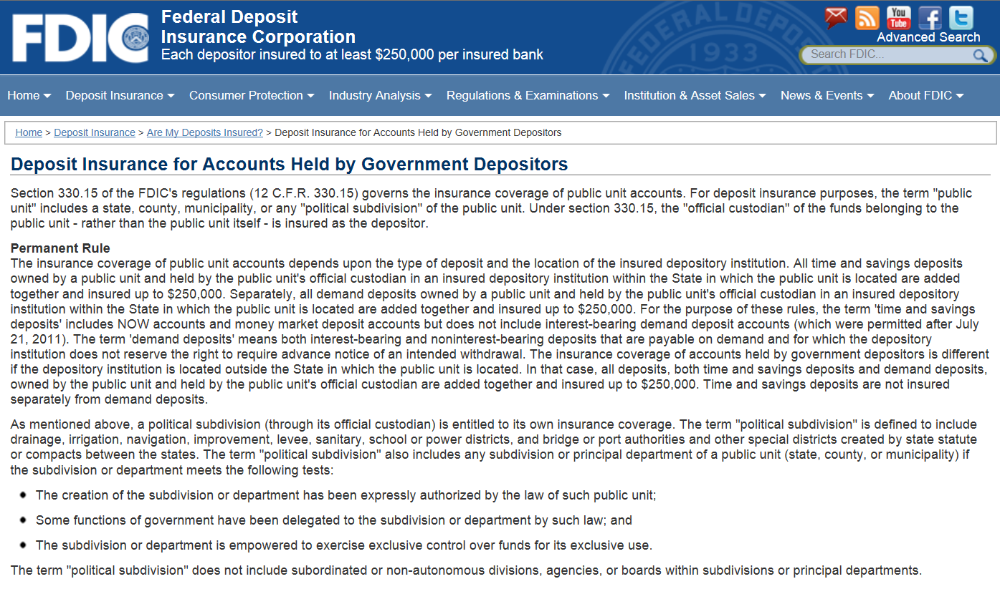 FDIC
Federal Deposit
Insurance Corporation
Each depositor insured to at least $250,000 per insured bank
FEDERAL DEPO
1933
You
Tube
Advanced Search
Search FDIC...
Home
Deposit Insurance
Consumer Protection
Industry Analysis
Regulations & Examinations
Institution & Asset Sales
News & Events
About FDIC
Home > Deposit Insurance > Are My Deposits Insured? > Deposit Insurance for Accounts Held by Government Depositors
Deposit Insurance for Accounts Held by Government Depositors
Section 330.15 of the FDIC's regulations (12 C.F.R. 330.15) governs the insurance coverage of public unit accounts. For deposit insurance purposes, the term "public
unit" includes a state, county, municipality, or any "political subdivision" of the public unit. Under section 330.15, the "official custodian" of the funds belonging to the
public unit - rather than the public unit itself - is insured as the depositor.
Permanent Rule
The insurance coverage of public unit accounts depends upon the type of deposit and the location of the insured depository institution. All time and savings deposits
owned by a public unit and held by the public unit's official custodian in an insured depository institution within the State in which the public unit is located are added
together and insured up to $250,000. Separately, all demand deposits owned by a public unit and held by the public unit's official custodian in an insured depository
institution within the State in which the public unit is located are added together and insured up to $250,000. For the purpose of these rules, the term 'time and savings
deposits' includes NOW accounts and money market deposit accounts but does not include interest-bearing demand deposit accounts (which were permitted after July
21, 2011). The term 'demand deposits' means both interest-bearing and noninterest-bearing deposits that are payable on demand and for which the depository
institution does not reserve the right to require advance notice of an intended withdrawal. The insurance coverage of accounts held by government depositors is different
if the depository institution is located outside the State in which the public unit is located. In that case, all deposits, both time and savings deposits and demand deposits,
owned by the public unit and held by the public unit's official custodian are added together and insured up to $250,000. Time and savings deposits are not insured
separately from demand deposits.
As mentioned above, a political subdivision (through its official custodian) is entitled to its own insurance coverage. The term "political subdivision" is defined to include
drainage, irrigation, navigation, improvement, levee, sanitary, school or power districts, and bridge or port authorities and other special districts created by state statute
or compacts between the states. The term "political subdivision" also includes any subdivision or principal department of a public unit (state, county, or municipality) if
the subdivision or department meets the following tests:
● The creation of the subdivision or department has been expressly authorized by the law of such public unit;
● Some functions of government have been delegated to the subdivision or department by such law; and
● The subdivision or department is empowered to exercise exclusive control over funds for its exclusive use.
The term "political subdivision" does not include subordinated or non-autonomous divisions, agencies, or boards within subdivisions or principal departments.